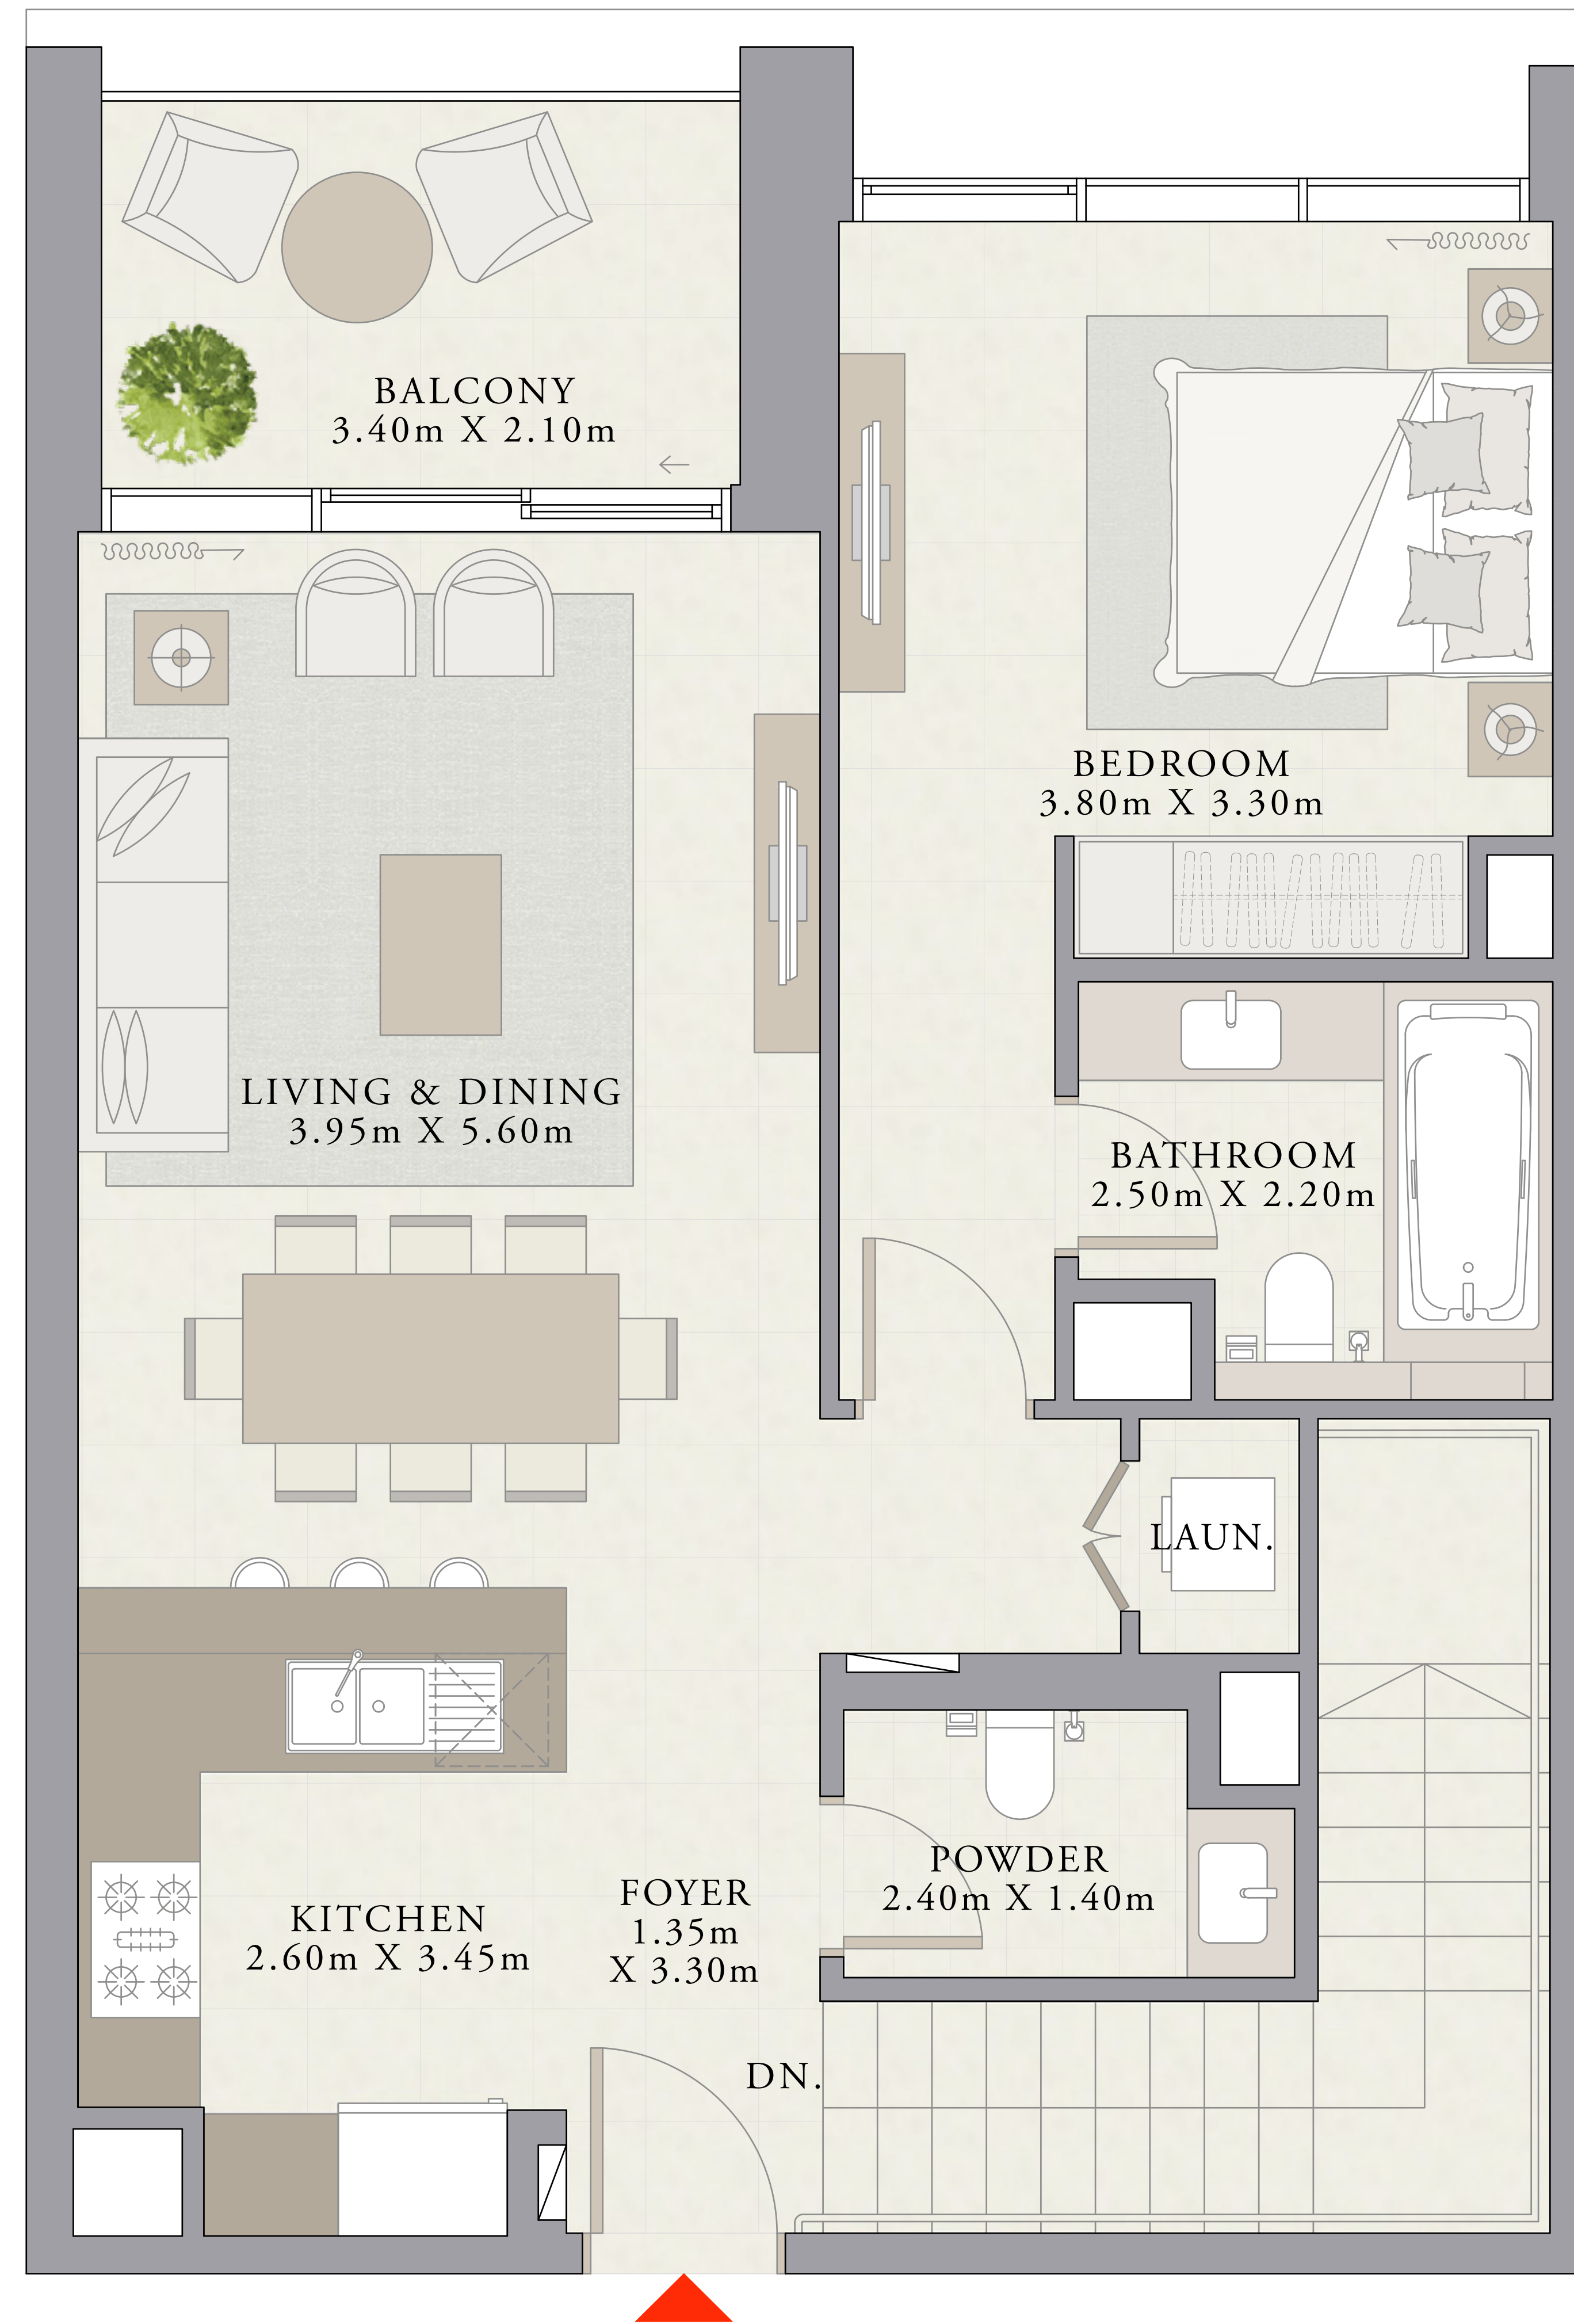 BALCONY
3.40m X 2.10m
BEDROOM
3.80m X 3.30m
LIVING & DINING
3.95m X 5.60m
BATHROOM
2.50m X 2.20m
LAUN.
POWDER
2.40m X 1.40m
FOYER
1.35m
X 3.30m
KITCHEN
2.60m X 3.45m
DN.